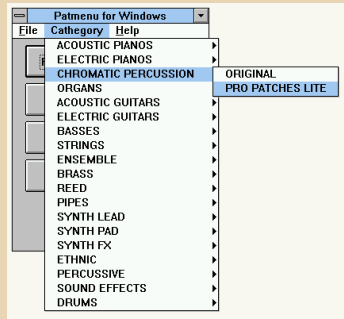 Patmenu for Windows
File Cathegory Help
ACOUSTIC PIANOS
ELECTRIC PIANOS
CHROMATIC PERCUSSION
ORIGINAL
ORGANS
PRO PATCHES LITE
ACOUSTIC GUITARS
ELECTRIC GUITARS
BASSES
STRINGS
ENSEMBLE
BRASS
REED
PIPES
SYNTH LEAD
SYNTH PAD
SYNTH FX
ETHNIC
PERCUSSIVE
SOUND EFFECTS
DRUMS